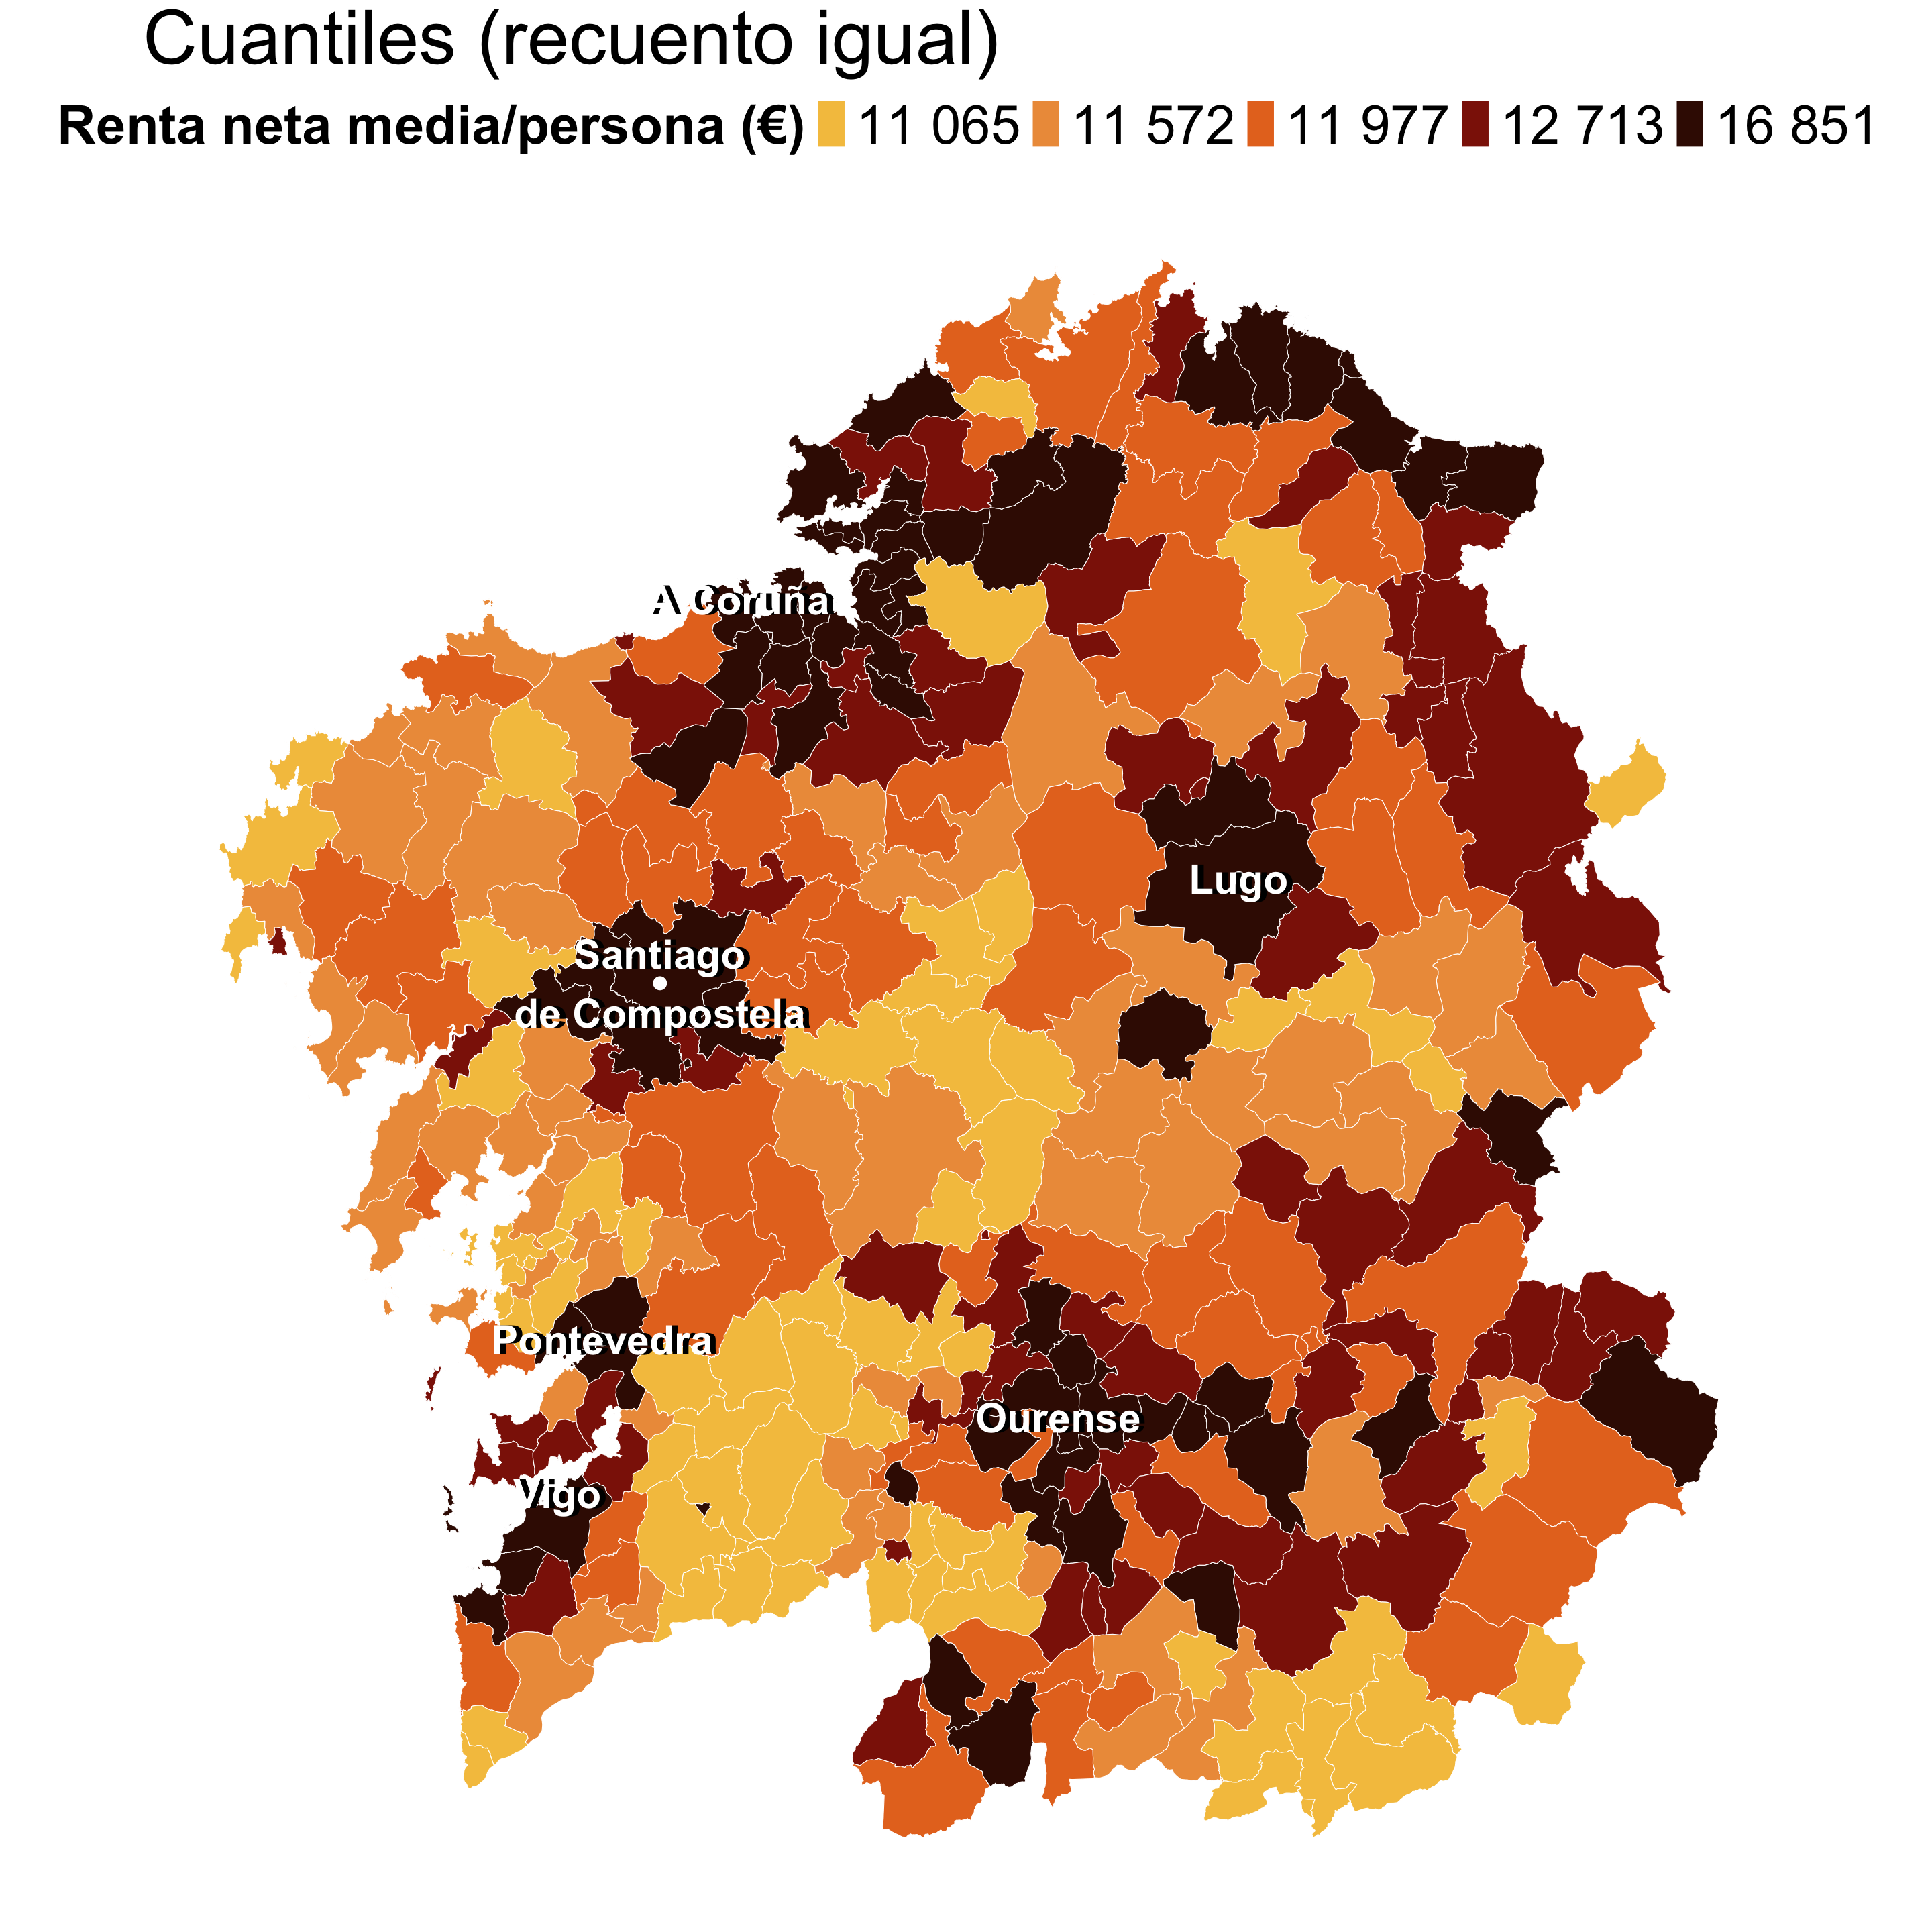 Cuantiles (recuento igual)
Renta neta media/persona (€) 11 065 11 572 11 977 12 713 16 851
A Coruña
Lugo
Santiago
de Compostela
Pontevedra
Ourense
Vigo